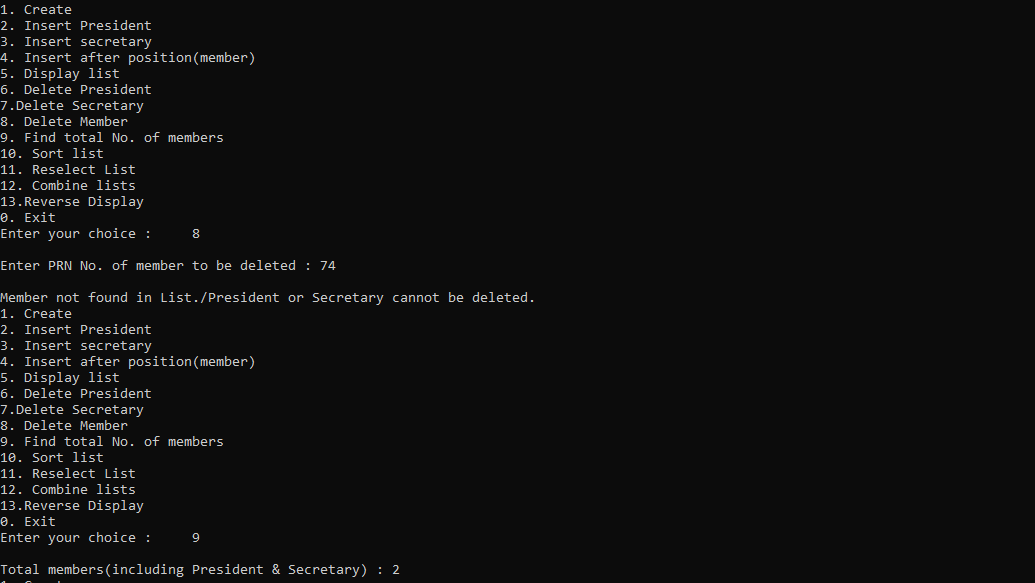 1. Create
2. Insert President
3. Insert secretary
4. Insert after position(member)
5. Display list
6. Delete President
7.Delete Secretary
8. Delete Member
9. Find total No. of members
10. Sort list
11. Reselect List
12. Combine lists
13.Reverse Display
0. Exit
Enter your choice :     8
Enter PRN No. of member to be deleted : 74
Member not found in List./President or Secretary cannot be deleted.
1. Create
2. Insert President
3. Insert secretary
4. Insert after position(member)
5. Display list
6. Delete President
7.Delete Secretary
8. Delete Member
9. Find total No. of members
10. Sort list
11. Reselect List
12. Combine lists
13.Reverse Display
0. Exit
Enter your choice :     9
Total members(including President & Secretary) : 2